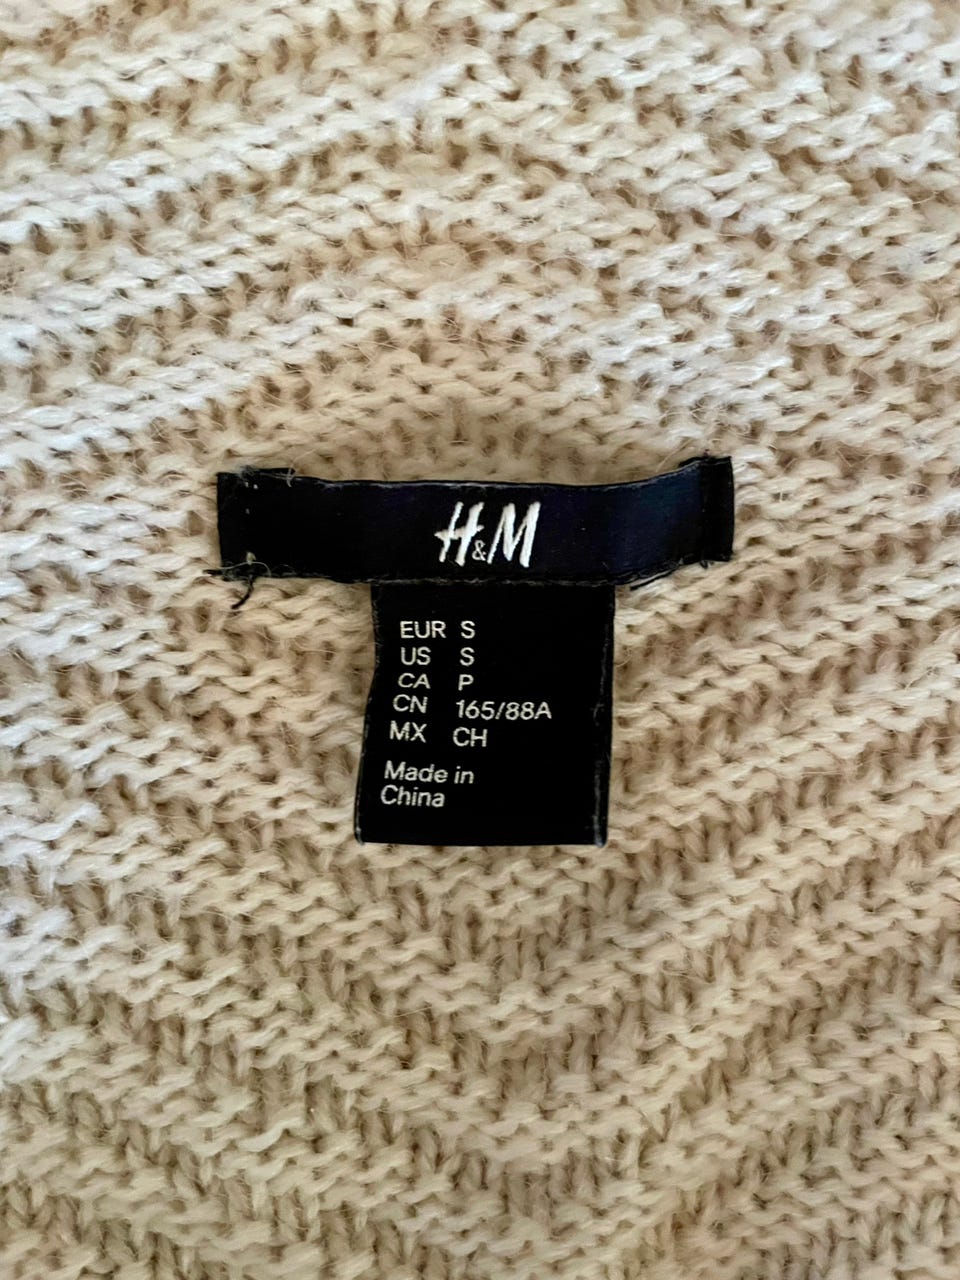 H&M
EUR S
US S
CA P
CN 165/88A
MX CH
Made in
China